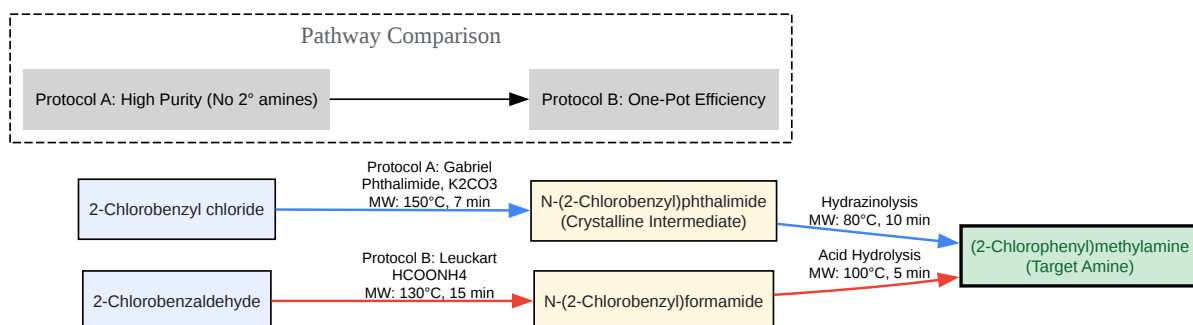 Pathway Comparison
Protocol A: High Purity (No 2° amines)
Protocol B: One-Pot Efficiency
2-Chlorobenzyl chloride
Protocol A: Gabriel
Phthalimide, K2CO3
MW: 150°C, 7 min
N-(2-Chlorobenzyl)phthalimide
(Crystalline Intermediate)
Hydrazinolysis
MW: 80°C, 10 min
(2-Chlorophenyl)methylamine
(Target Amine)
2-Chlorobenzaldehyde
Protocol B: Leuckart
HCOONH4
MW: 130°C, 15 min
N-(2-Chlorobenzyl)formamide
Acid Hydrolysis
MW: 100°C, 5 min